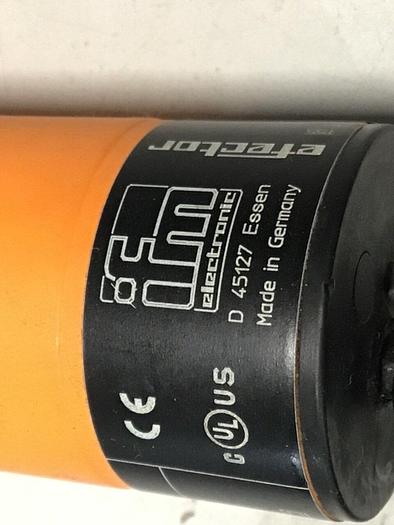 efector
ifm
electronic
D 45127 Essen
Made in Germany
CE
c UL US